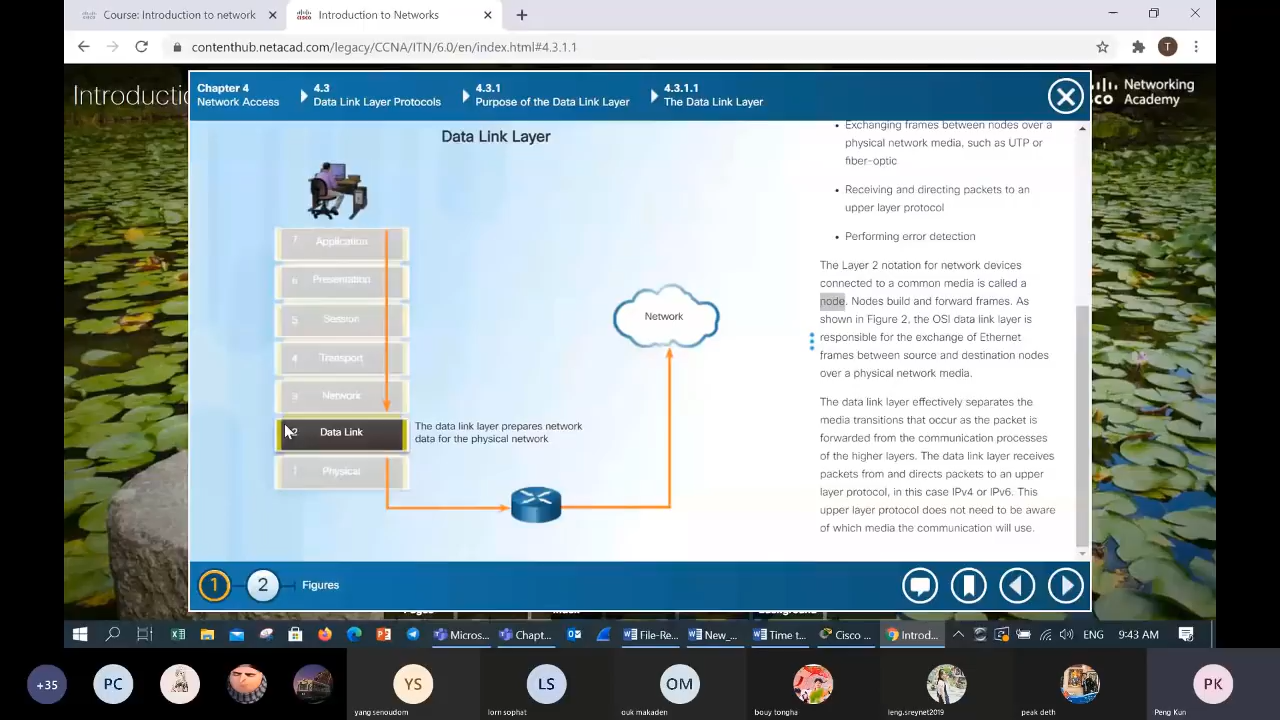 Course: Introduction to network
Introduction to Networks
contenthub.netacad.com/legacy/CCNA/ITN/6.0/en/index.html#4.3.1.1
T
Introductio
Networking
Academy
Chapter 4
Network Access
4.3
Data Link Layer Protocols
4.3.1
Purpose of the Data Link Layer
4.3.1.1
The Data Link Layer
Data Link Layer
7 Application
6 Presentation
5 Session
4 Transport
3 Network
2 Data Link
1 Physical
The data link layer prepares network
data for the physical network
Network
Exchanging frames between nodes over a
physical network media, such as UTP or
fiber-optic
Receiving and directing packets to an
upper layer protocol
Performing error detection
The Layer 2 notation for network devices
connected to a common media is called a
node. Nodes build and forward frames. As
shown in Figure 2, the OSI data link layer is
responsible for the exchange of Ethernet
frames between source and destination nodes
over a physical network media.
The data link layer effectively separates the
media transitions that occur as the packet is
forwarded from the communication processes
of the higher layers. The data link layer receives
packets from and directs packets to an upper
layer protocol, in this case IPv4 or IPv6. This
upper layer protocol does not need to be aware
of which media the communication will use.
1 2 Figures
Micros... Chapt... File-Re... New_... Time t... Cisco ... Introd... ENG 9:43 AM
+35 PC YS LS OM PK
yang senoudom lorn sophat ouk makaden bouy tongha leng.sreynet2019 peak deth Peng Kun